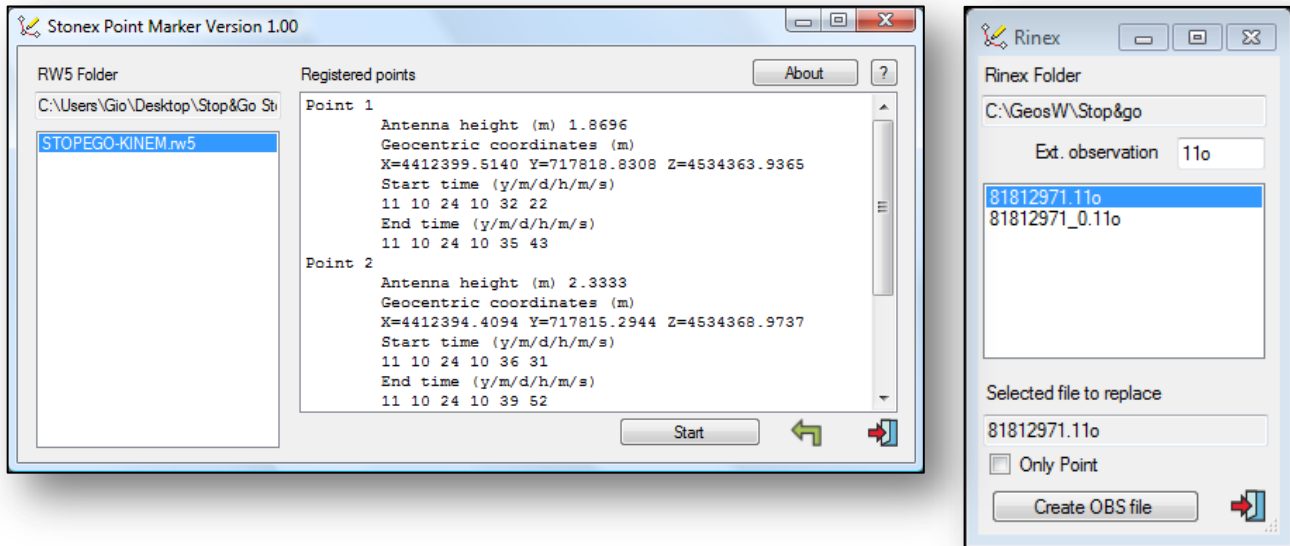 Stonex Point Marker Version 1.00
RW5 Folder
C:\Users\Gio\Desktop\Stop&Go St
STOPEGO-KINEM.rw5
Registered points
About
?
Point 1
Antenna height (m) 1.8696
Geocentric coordinates (m)
X=4412399.5140 Y=717818.8308 Z=4534363.9365
Start time (y/m/d/h/m/s)
11 10 24 10 32 22
End time (y/m/d/h/m/s)
11 10 24 10 35 43
Point 2
Antenna height (m) 2.3333
Geocentric coordinates (m)
X=4412394.4094 Y=717815.2944 Z=4534368.9737
Start time (y/m/d/h/m/s)
11 10 24 10 36 31
End time (y/m/d/h/m/s)
11 10 24 10 39 52
Start
Rinex
Rinex Folder
C:\GeosW\Stop&go
Ext. observation 11o
81812971.11o
81812971_0.11o
Selected file to replace
81812971.11o
Only Point
Create OBS file